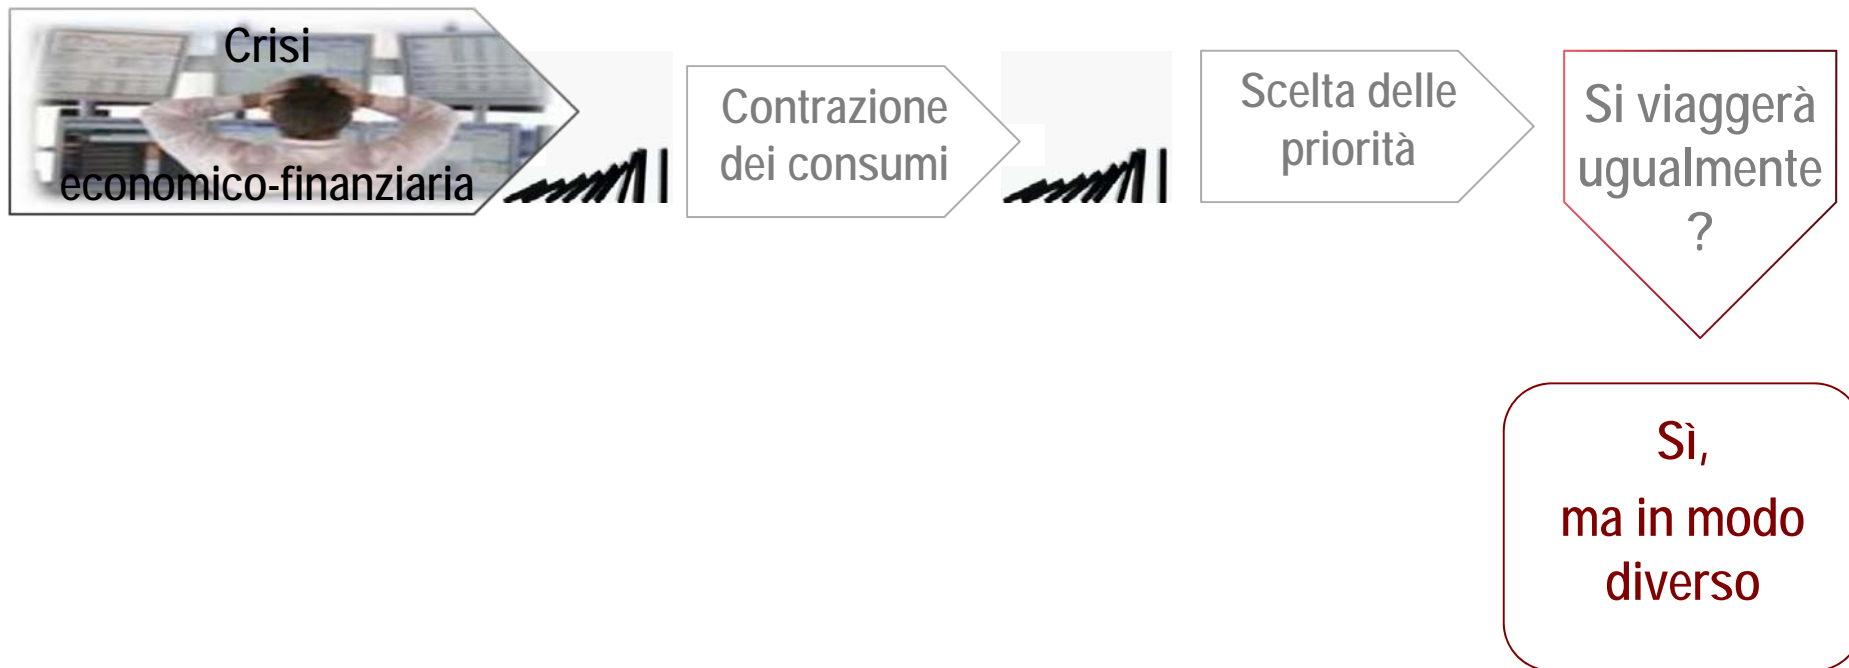 Crisi
economico-finanziaria
Contrazione
dei consumi
Scelta delle
priorità
Si viaggerà
ugualmente
?
Sì,
ma in modo
diverso